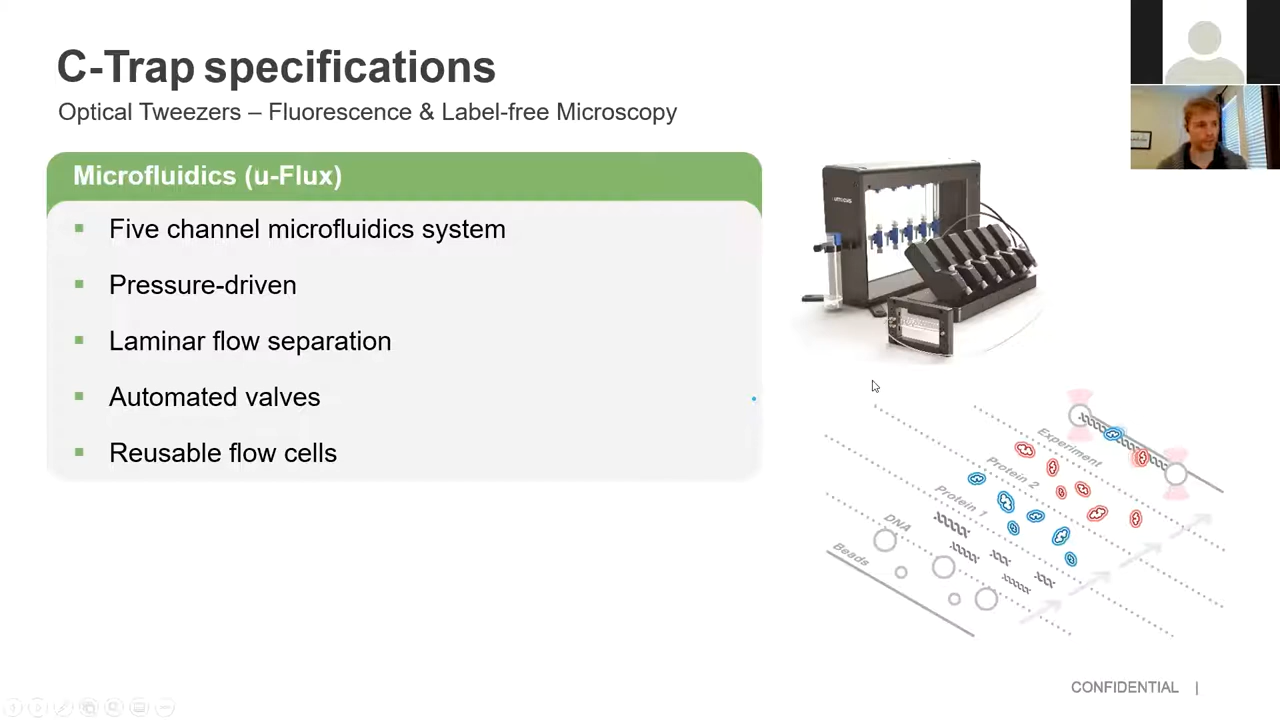 C-Trap specifications
Optical Tweezers – Fluorescence & Label-free Microscopy
Microfluidics (u-Flux)
Five channel microfluidics system
Pressure-driven
Laminar flow separation
Automated valves
Reusable flow cells
Experiment
Protein 2
Protein 1
DNA
Beads
CONFIDENTIAL |